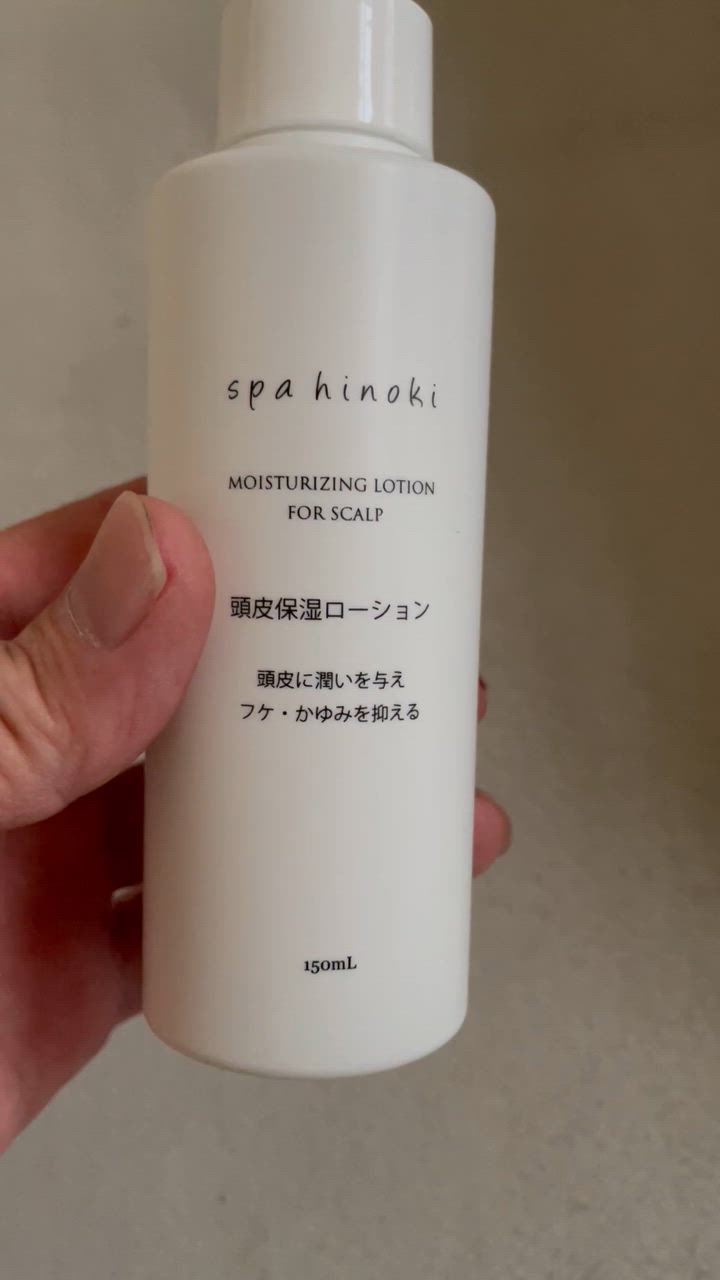 spa hinoki
MOISTURIZING LOTION
FOR SCALP
頭皮保湿ローション
頭皮に潤いを与え
フケ・かゆみを抑える
150mL